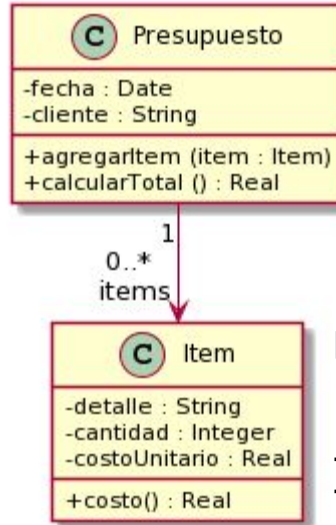 C Presupuesto
-fecha : Date
-cliente : String
+agregarItem (item : Item)
+calcularTotal () : Real
1
0..*
items
C Item
-detalle : String
-cantidad : Integer
-costoUnitario : Real
+costo() : Real